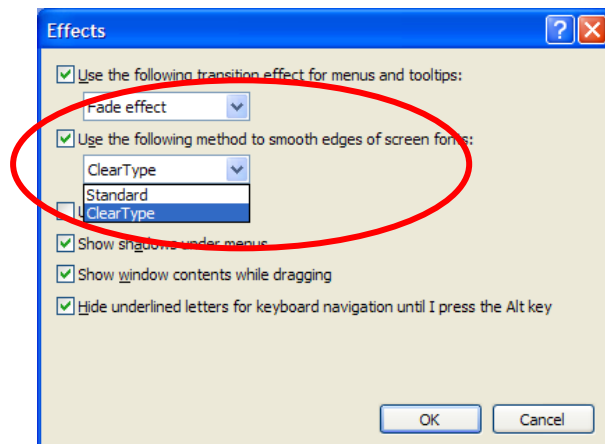 Effects
Use the following transition effect for menus and tooltips:
Fade effect
Use the following method to smooth edges of screen fonts:
ClearType
Standard
U
ClearType
Show shadows under menus
Show window contents while dragging
Hide underlined letters for keyboard navigation until I press the Alt key
OK Cancel